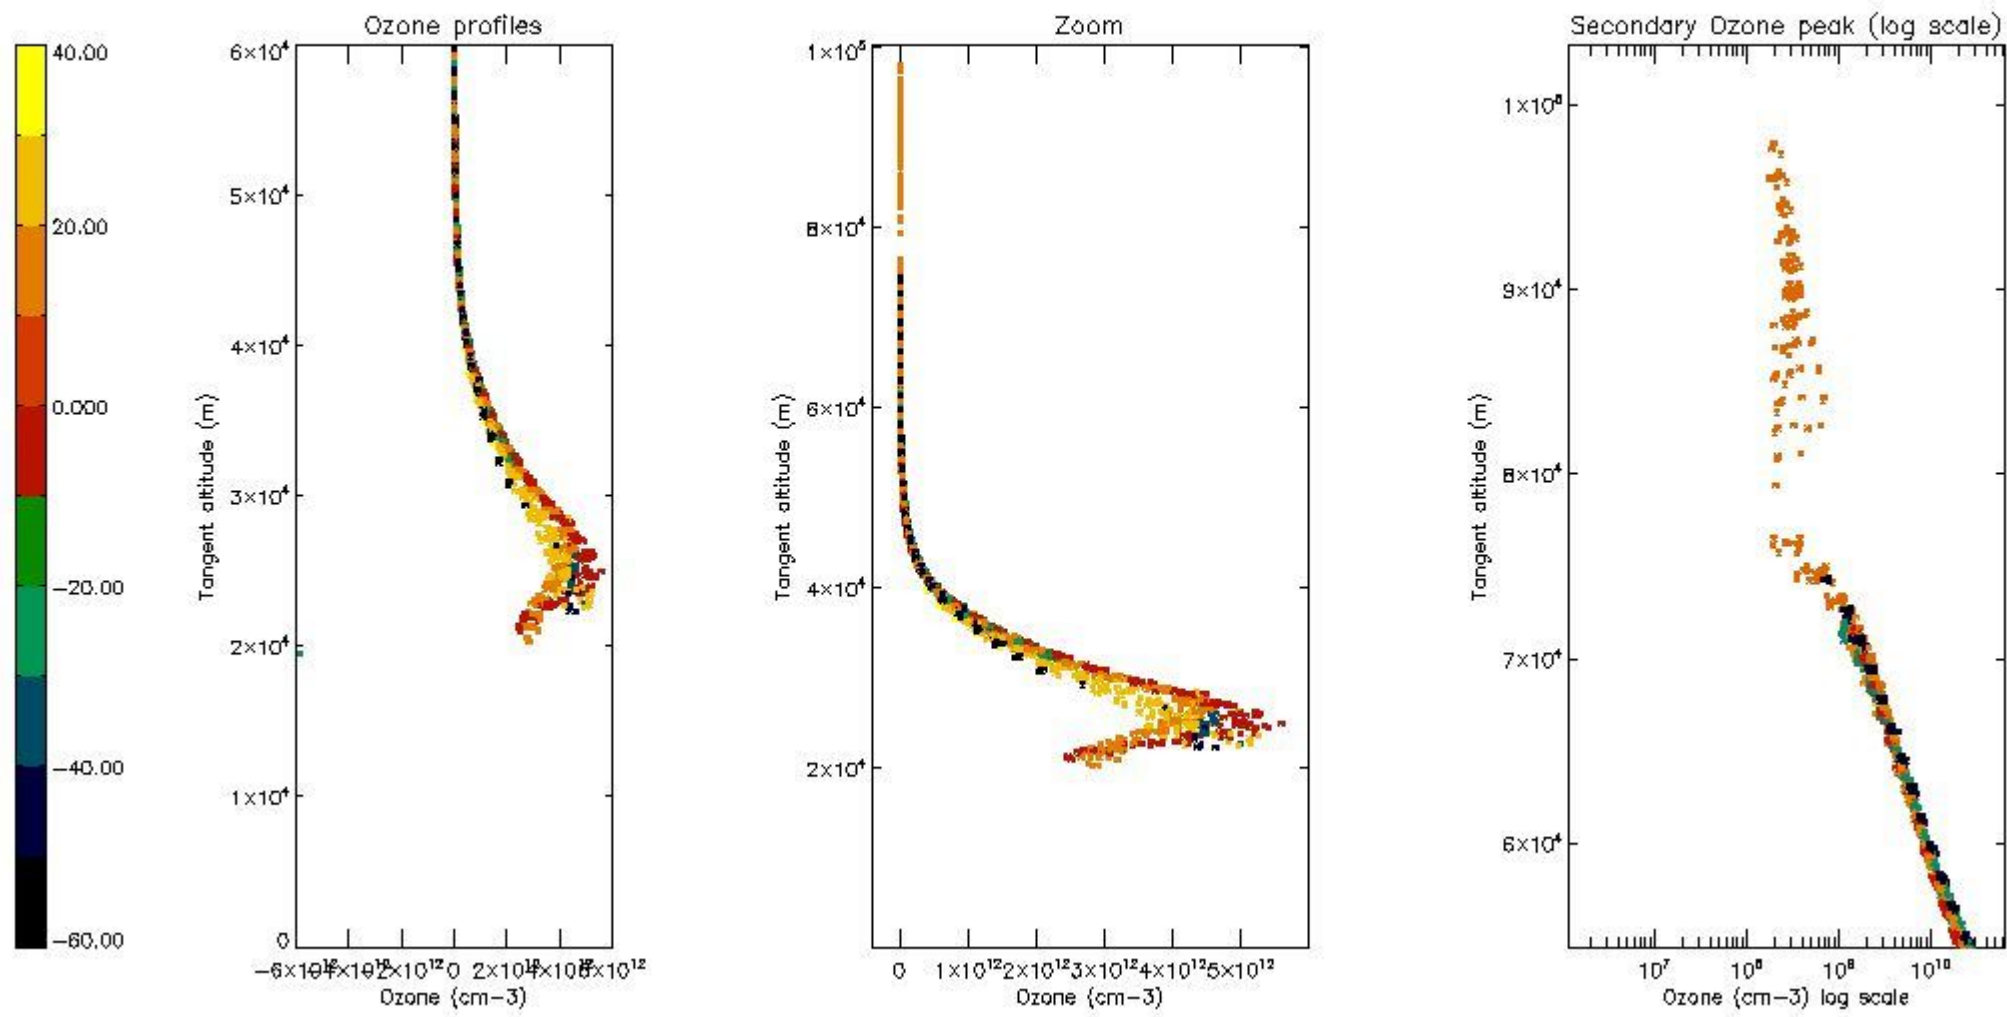 Ozone profiles
Zoom
Secondary Ozone peak (log scale)
40.00
20.00
0.000
−20.00
−40.00
−60.00
6×10⁴
5×10⁴
4×10⁴
3×10⁴
2×10⁴
1×10⁴
0
Tangent altitude (m)
0
Ozone (cm−3)
1×10⁵
8×10⁴
6×10⁴
4×10⁴
2×10⁴
Tangent altitude (m)
0 1×10¹² 2×10¹² 3×10¹² 4×10¹² 5×10¹²
Ozone (cm−3)
9×10⁴
8×10⁴
7×10⁴
6×10⁴
Tangent altitude (m)
10⁷ 10⁸ 10⁹ 10¹⁰
Ozone (cm−3) log scale